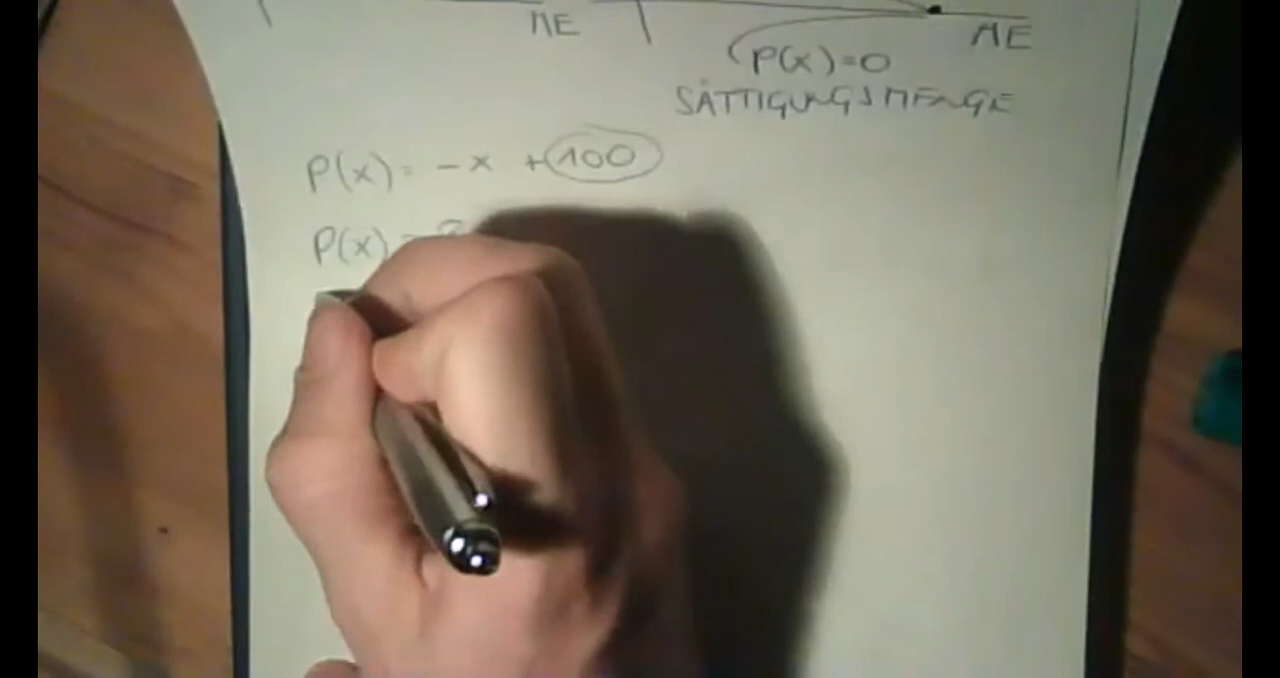 ME
ME
P(x)=0
SÄTTIGUNGSMENGE
P(x) = -x +100
P(x) =